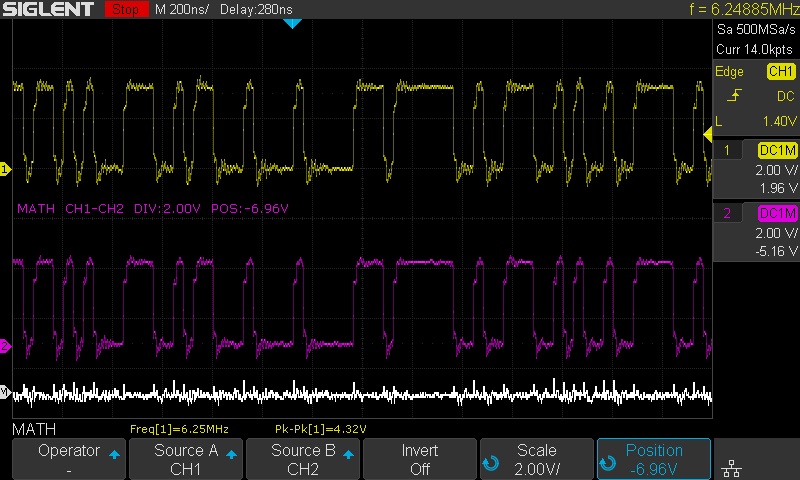 SIGLENT Stop M 200ns/ Delay:280ns f = 6.24885MHz
Sa 500MSa/s
Curr 14.0kpts
Edge CH1
DC
L 1.40V
1 DC1M
2.00 V/
1.96 V
2 DC1M
2.00 V/
-5.16 V
1
MATH CH1-CH2 DIV:2.00V POS:-6.96V
2
M
MATH Freq[1]=6.25MHz Pk-Pk[1]=4.32V
Operator
-
Source A
CH1
Source B
CH2
Invert
Off
Scale
2.00V/
Position
-6.96V